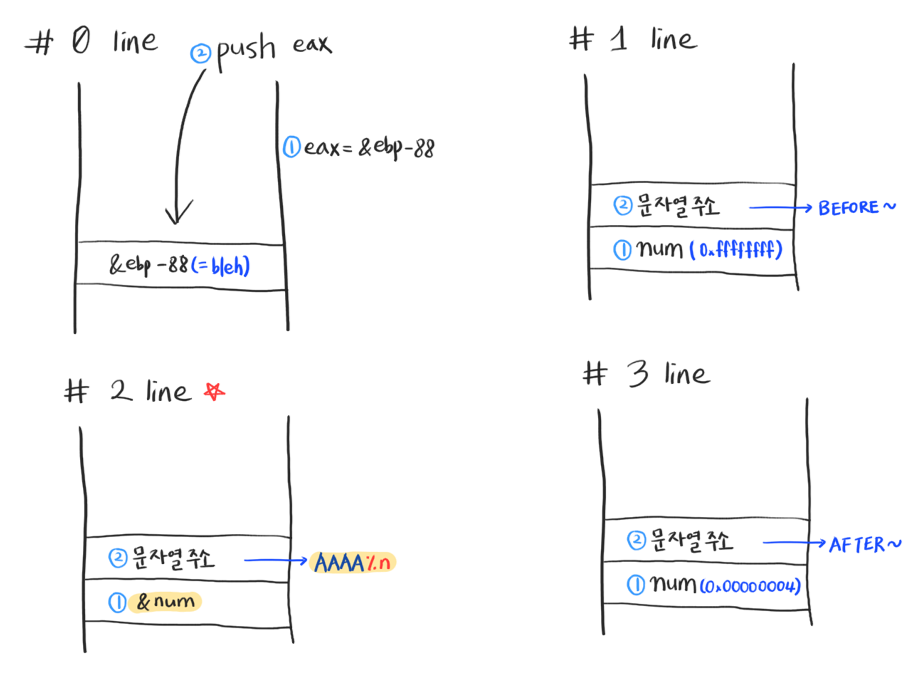 # 0 line
② push eax
① eax = &ebp-88
&ebp-88(=bleh)
# 1 line
② 문자열 주소 → BEFORE~
① num (0xffffffff)
# 2 line ☆
② 문자열 주소 → AAAA%n
① &num
# 3 line
② 문자열 주소 → AFTER~
① num(0x00000004)